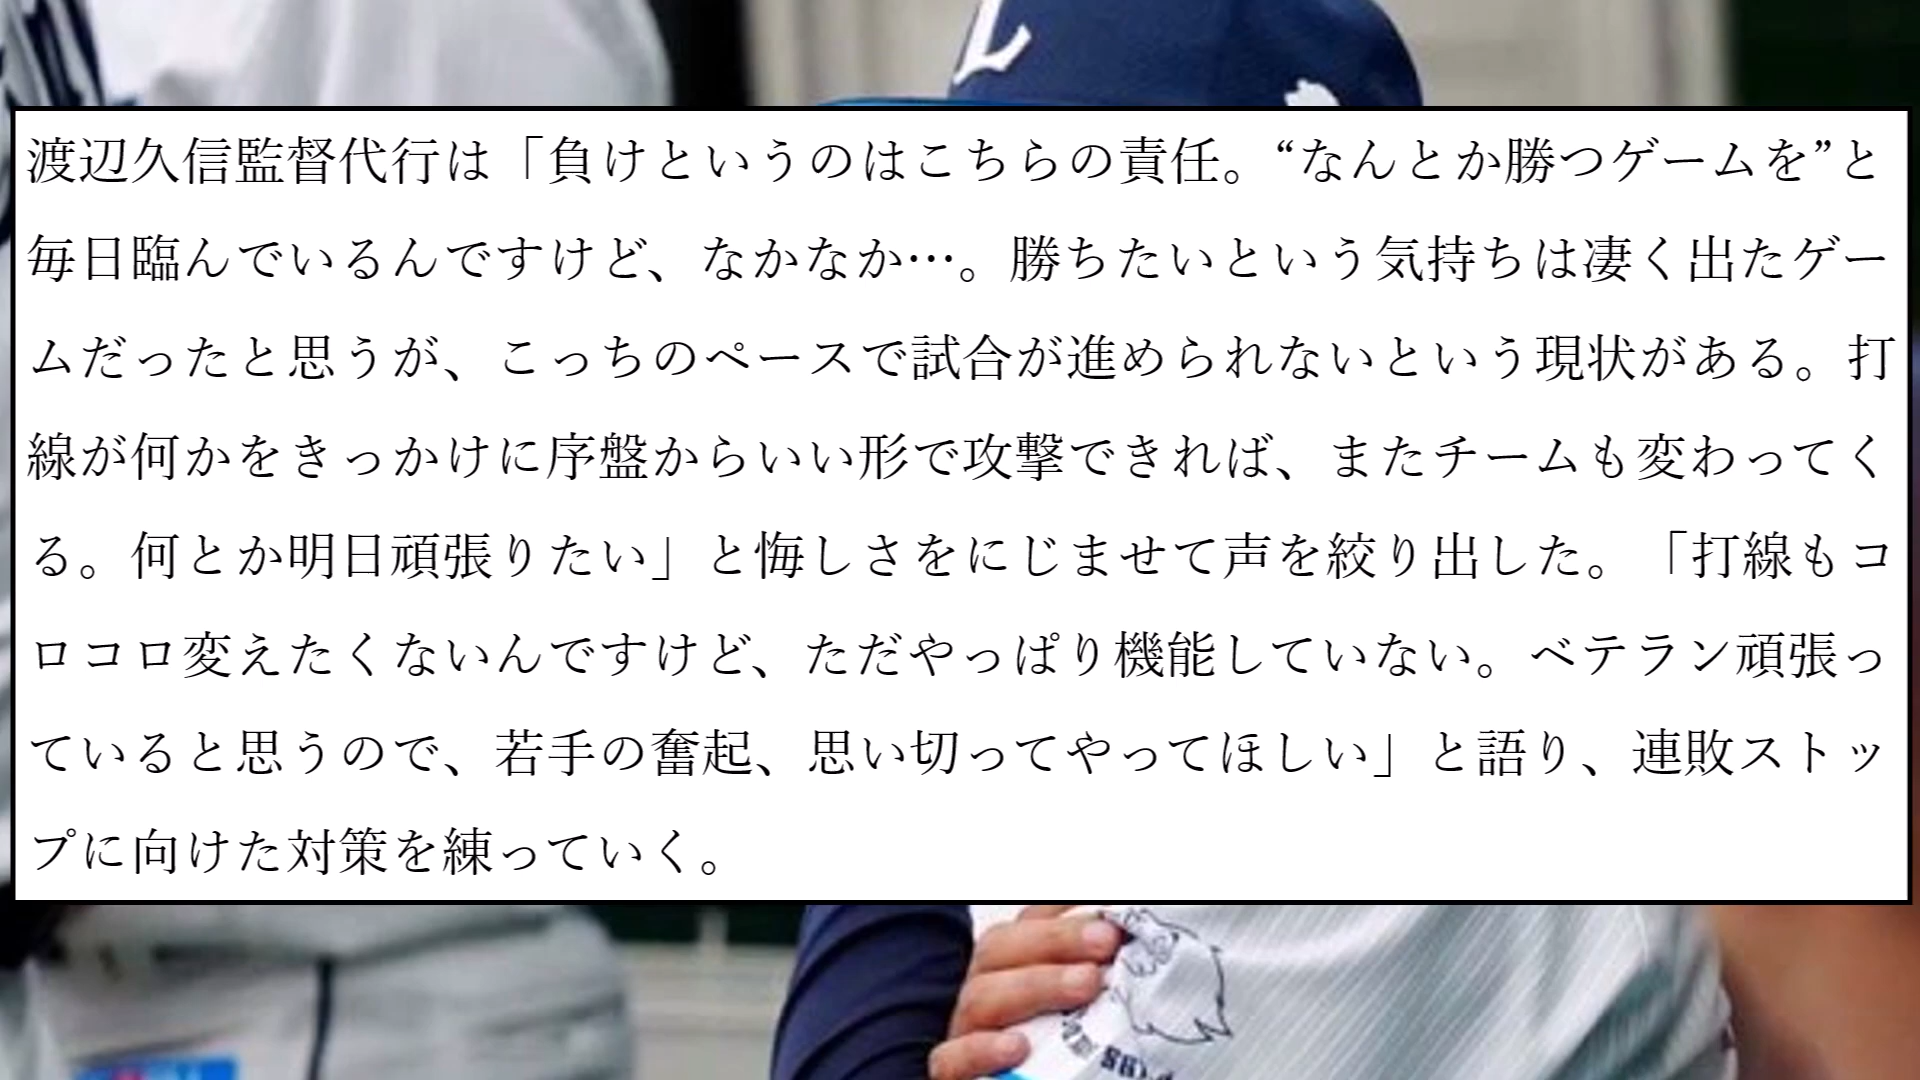 L
渡辺久信監督代行は「負けというのはこちらの責任。“なんとか勝つゲームを”と
毎日臨んでいるんですけど、なかなか…。勝ちたいという気持ちは凄く出たゲー
ムだったと思うが、こっちのペースで試合が進められないという現状がある。打
線が何かをきっかけに序盤からいい形で攻撃できれば、またチームも変わってく
る。何とか明日頑張りたい」と悔しさをにじませて声を絞り出した。「打線もコ
ロコロ変えたくないんですけど、ただやっぱり機能していない。ベテラン頑張っ
ていると思うので、若手の奮起、思い切ってやってほしい」と語り、連敗ストッ
プに向けた対策を練っていく。